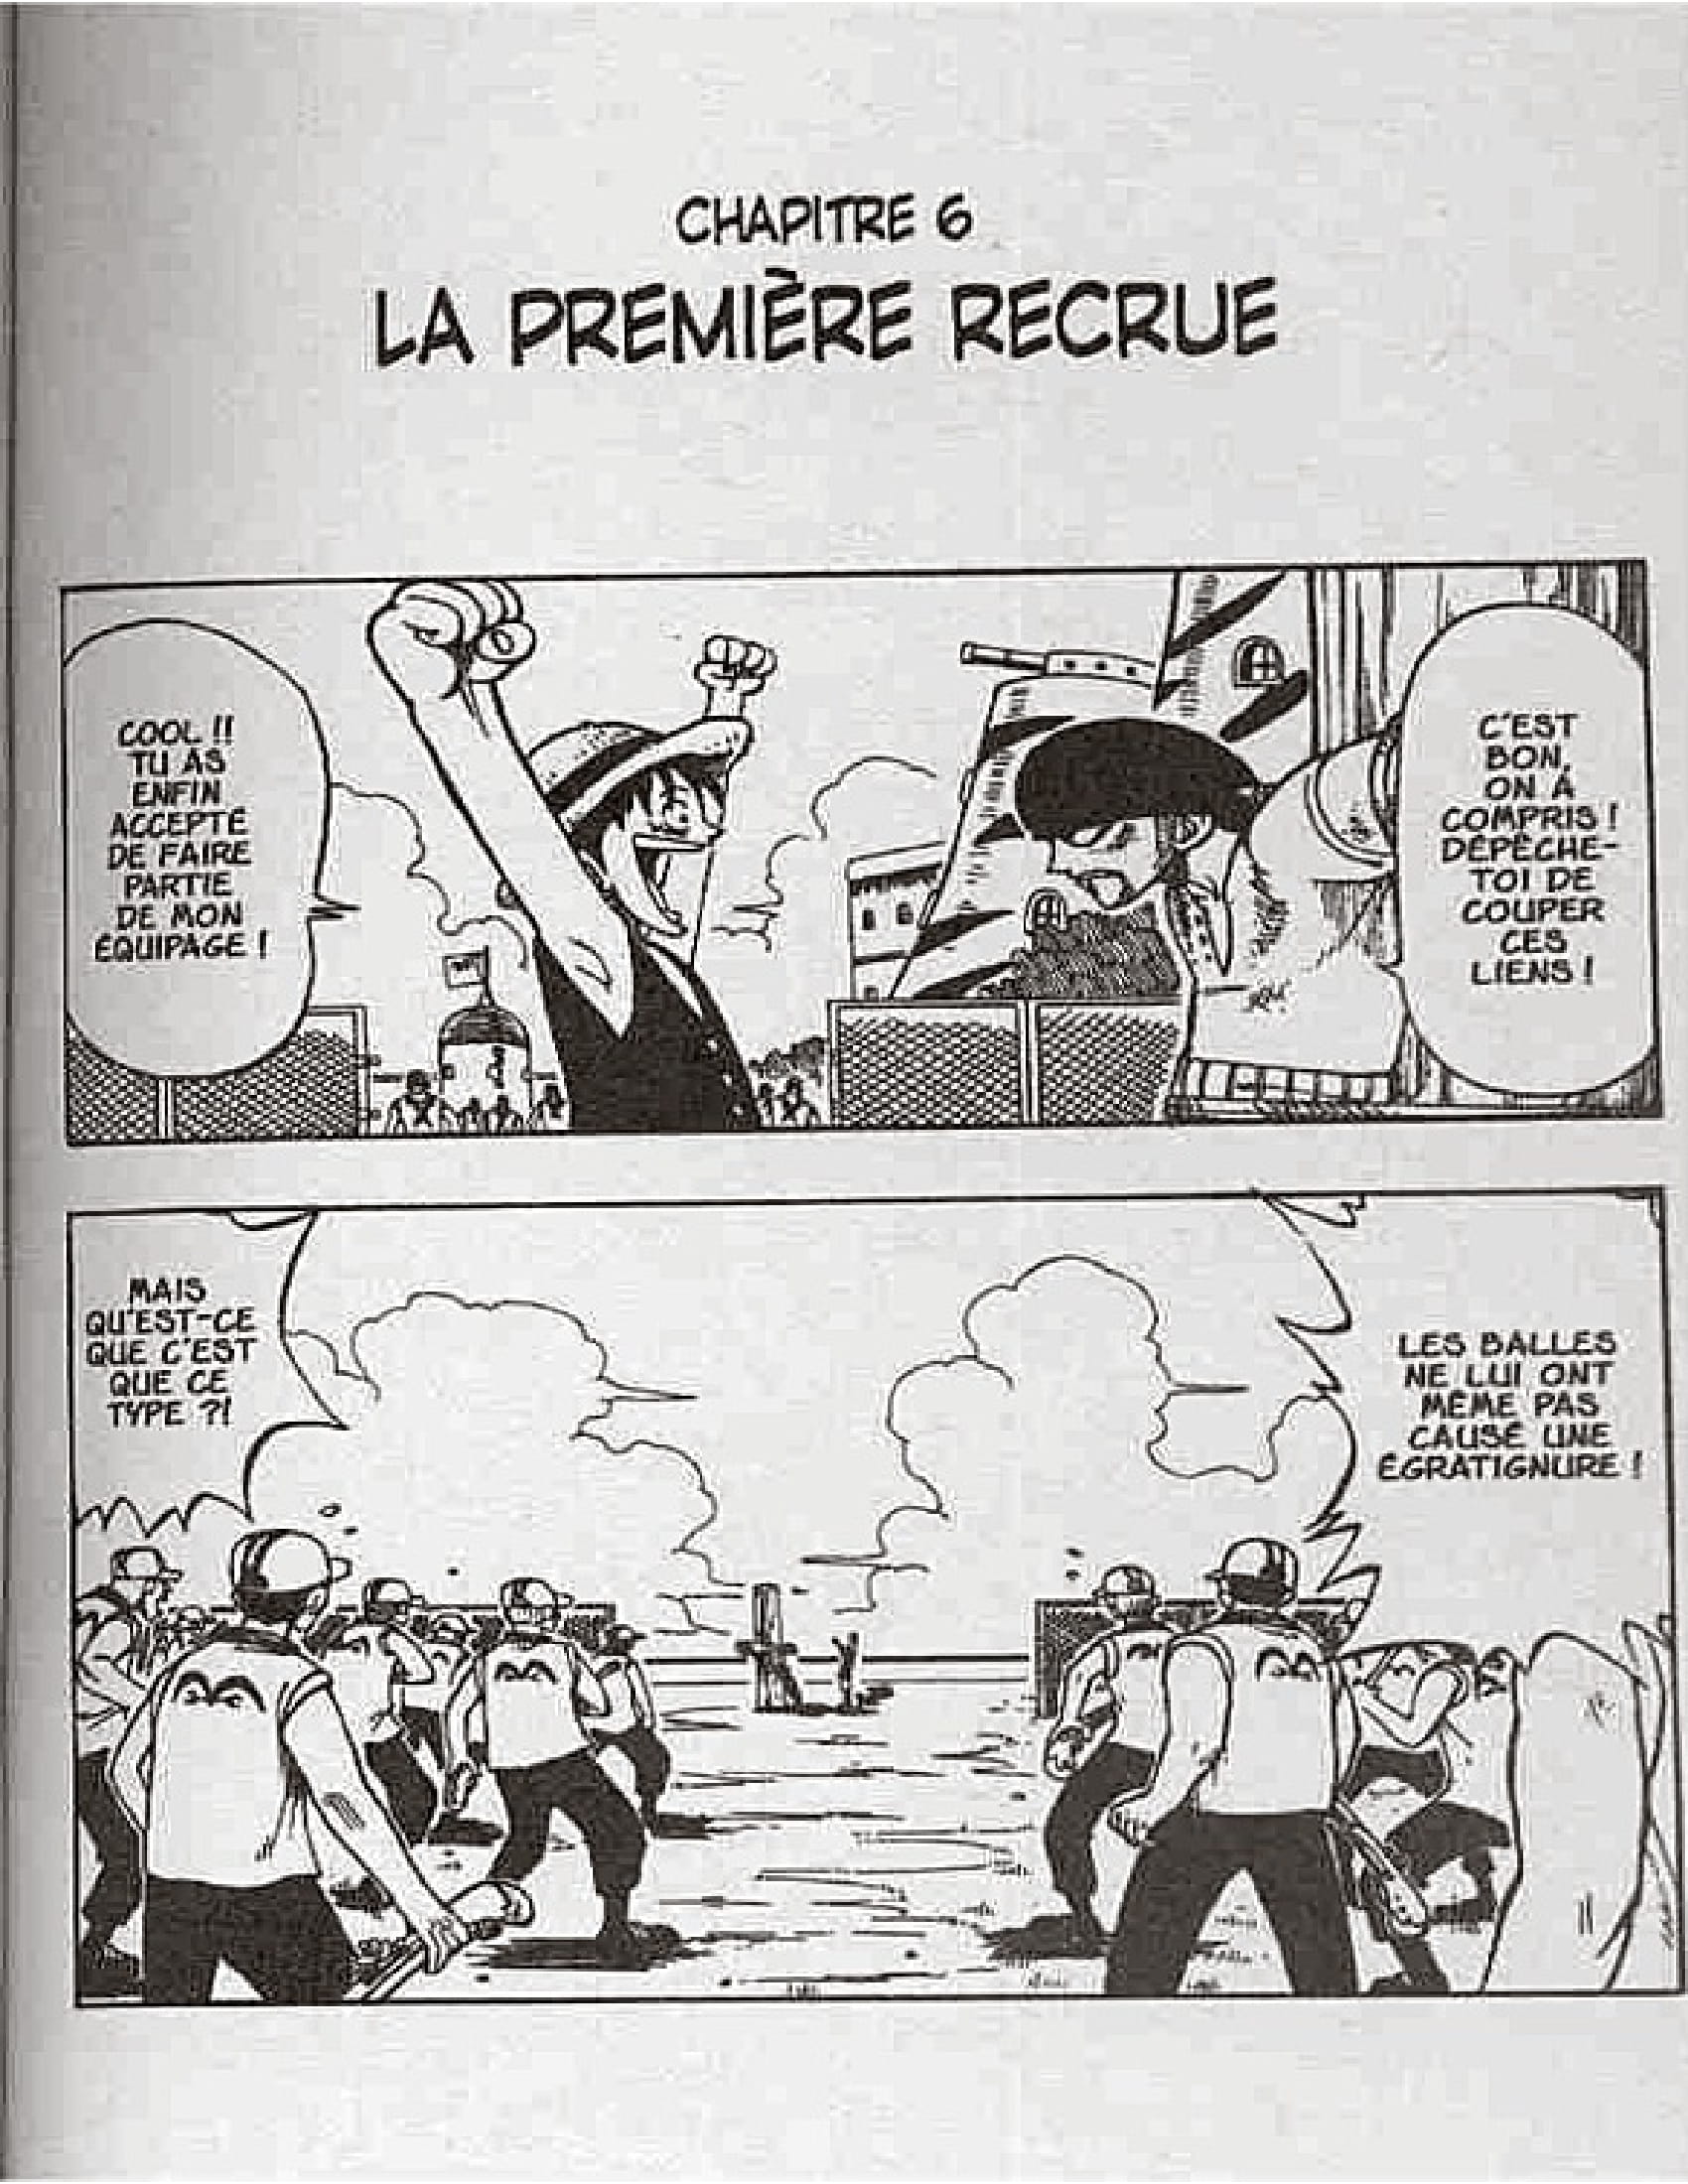 CHAPITRE 6
LA PREMIÈRE RECRUE
C'EST
BON,
ON A
COMPRIS !
DÉPÊCHE-
TOI DE
COUPER
CES
LIENS !
COOL !!
TU AS
ENFIN
ACCEPTÉ
DE FAIRE
PARTIE
DE MON
ÉQUIPAGE !
LES BALLES
NE LUI ONT
MÊME PAS
CAUSÉ UNE
ÉGRATIGNURE !
MAIS
QU'EST-CE
QUE C'EST
QUE CE
TYPE ?!